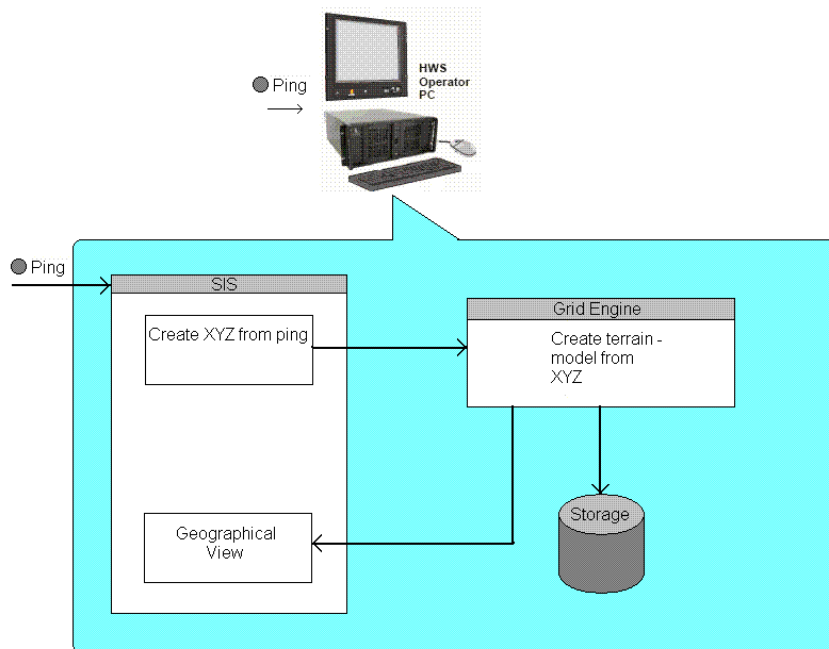 HWS
Operator
PC
Ping
Ping
SIS
Create XYZ from ping
Grid Engine
Create terrain -
model from
XYZ
Geographical
View
Storage